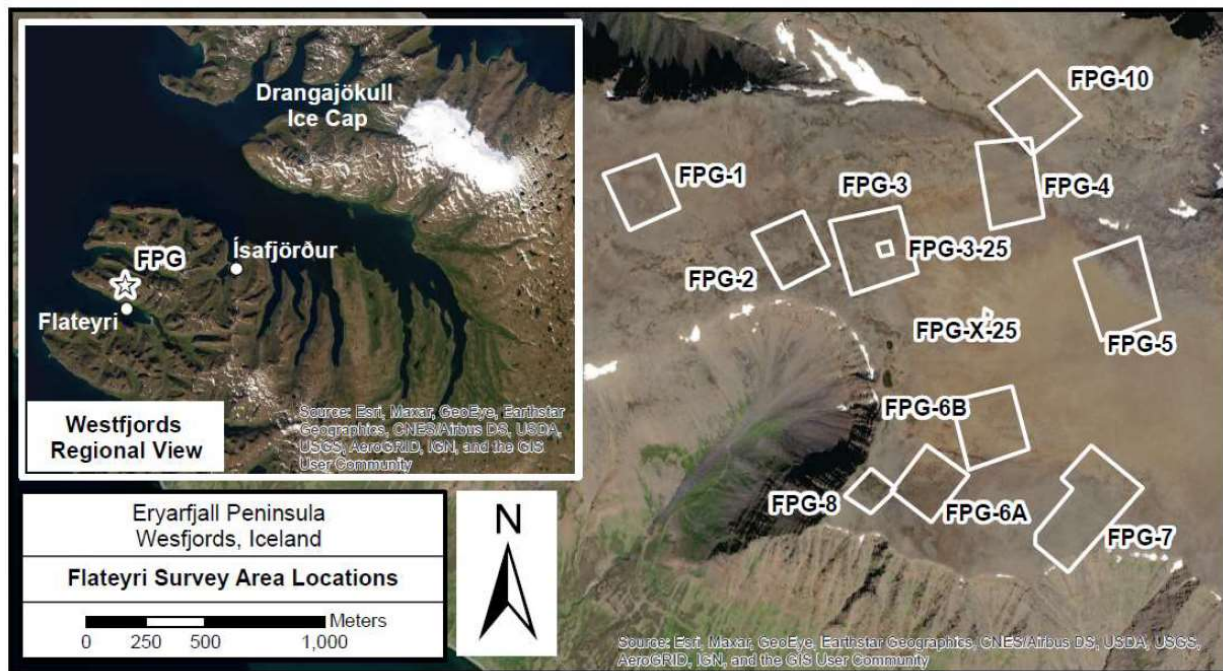 Drangajökull
Ice Cap
FPG
Ísafjörður
Flateyri
Westfjords
Regional View
Source: Esri, Maxar, GeoEye, Earthstar
Geographics, CNES/Airbus DS, USDA,
USGS, AeroGRID, IGN, and the GIS
User Community
Eryarfjall Peninsula
Wesfjords, Iceland
Flateyri Survey Area Locations
Meters
0 250 500 1,000
N
FPG-10
FPG-1
FPG-3
FPG-4
FPG-3-25
FPG-2
FPG-X-25
FPG-5
FPG-6B
FPG-8
FPG-6A
FPG-7
Source: Esri, Maxar, GeoEye, Earthstar Geographics, CNES/Airbus DS, USDA, USGS,
AeroGRID, IGN, and the GIS User Community